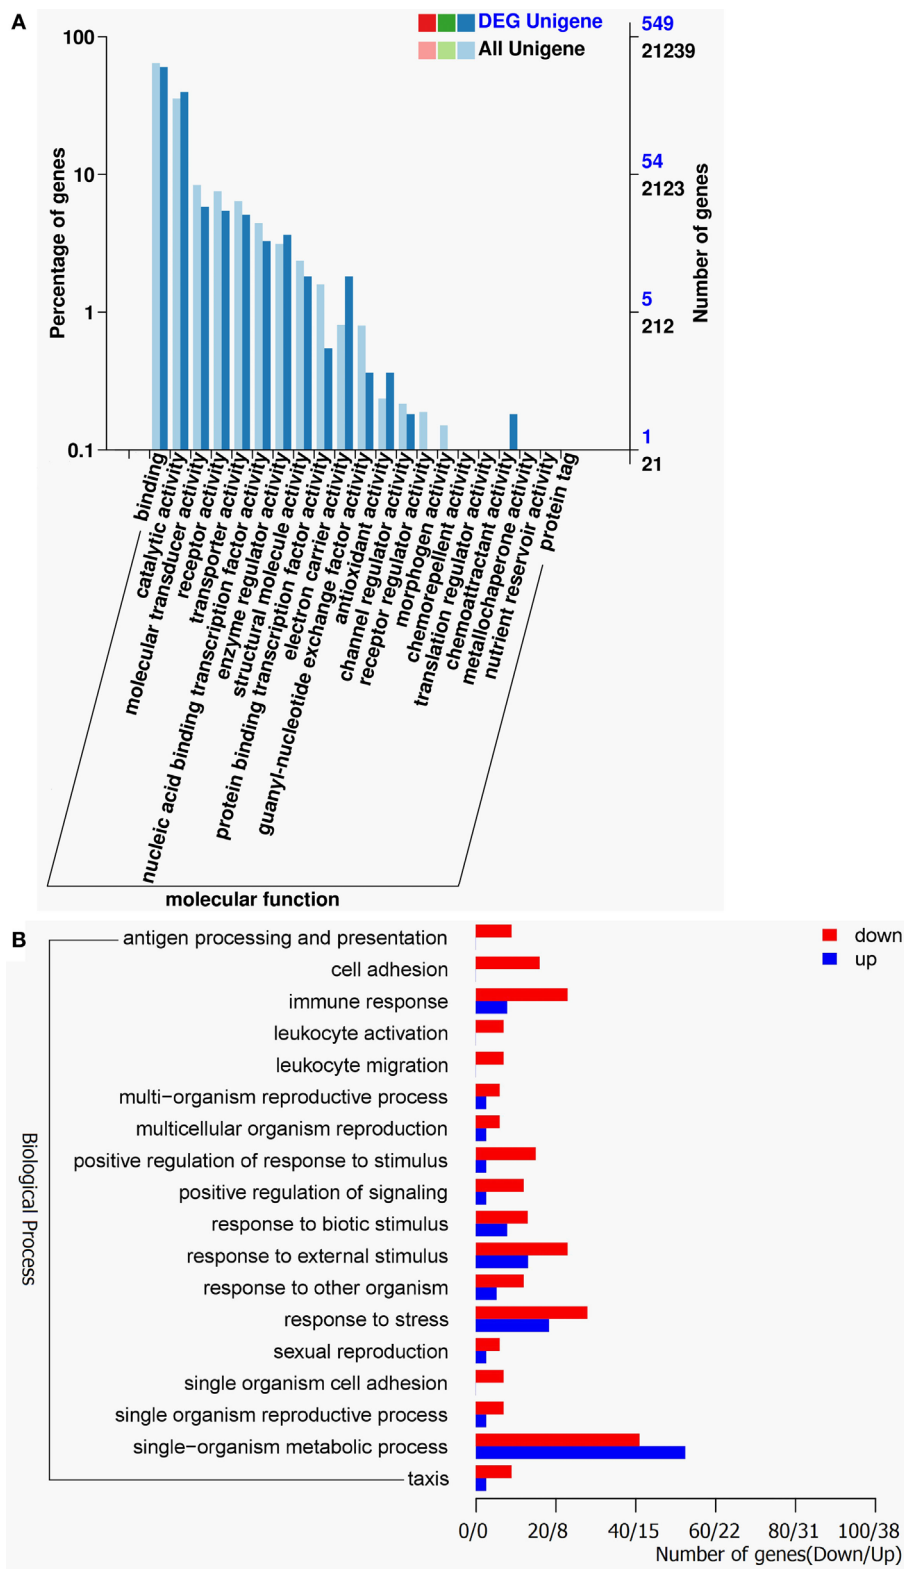 A
DEG Unigene
All Unigene
549
21239
54
2123
5
212
1
21
Number of genes
Percentage of genes
100
10
1
0.1
binding
catalytic activity
molecular transducer activity
receptor activity
transporter activity
nucleic acid binding transcription factor activity
enzyme regulator activity
structural molecule activity
protein binding transcription factor activity
electron carrier activity
guanyl-nucleotide exchange factor activity
antioxidant activity
channel regulator activity
receptor regulator activity
morphogen activity
chemorepellent activity
translation regulator activity
chemoattractant activity
metallochaperone activity
nutrient reservoir activity
protein tag
molecular function
B
down
up
Biological Process
antigen processing and presentation
cell adhesion
immune response
leukocyte activation
leukocyte migration
multi−organism reproductive process
multicellular organism reproduction
positive regulation of response to stimulus
positive regulation of signaling
response to biotic stimulus
response to external stimulus
response to other organism
response to stress
sexual reproduction
single organism cell adhesion
single organism reproductive process
single−organism metabolic process
taxis
0/0 20/8 40/15 60/22 80/31 100/38
Number of genes(Down/Up)